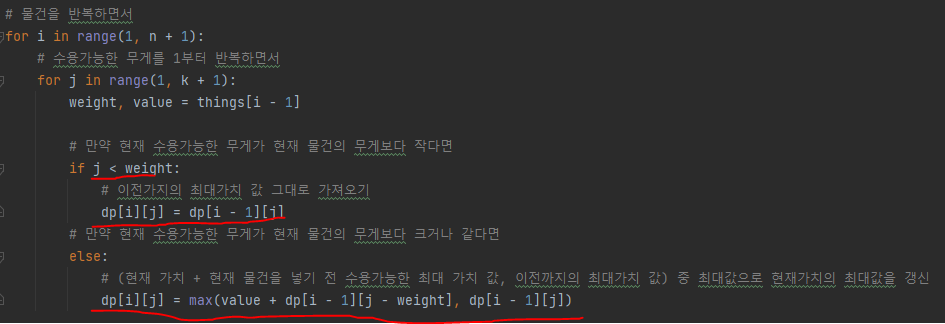 # 물건을 반복하면서
for i in range(1, n + 1):
# 수용가능한 무게를 1부터 반복하면서
for j in range(1, k + 1):
weight, value = things[i - 1]
# 만약 현재 수용가능한 무게가 현재 물건의 무게보다 작다면
if j < weight:
# 이전가지의 최대가치 값 그대로 가져오기
dp[i][j] = dp[i - 1][j]
# 만약 현재 수용가능한 무게가 현재 물건의 무게보다 크거나 같다면
else:
# (현재 가치 + 현재 물건을 넣기 전 수용가능한 최대 가치 값, 이전까지의 최대가치 값) 중 최대값으로 현재가치의 최대값을 갱신
dp[i][j] = max(value + dp[i - 1][j - weight], dp[i - 1][j])